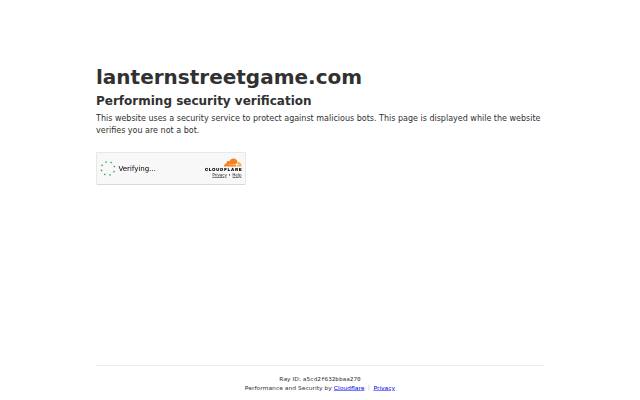 lanternstreetgame.com
Performing security verification
This website uses a security service to protect against malicious bots. This page is displayed while the website
verifies you are not a bot.
Verifying...
CLOUDFLARE
Privacy • Help
Ray ID: a5cd2f632bbaa270
Performance and Security by Cloudflare | Privacy